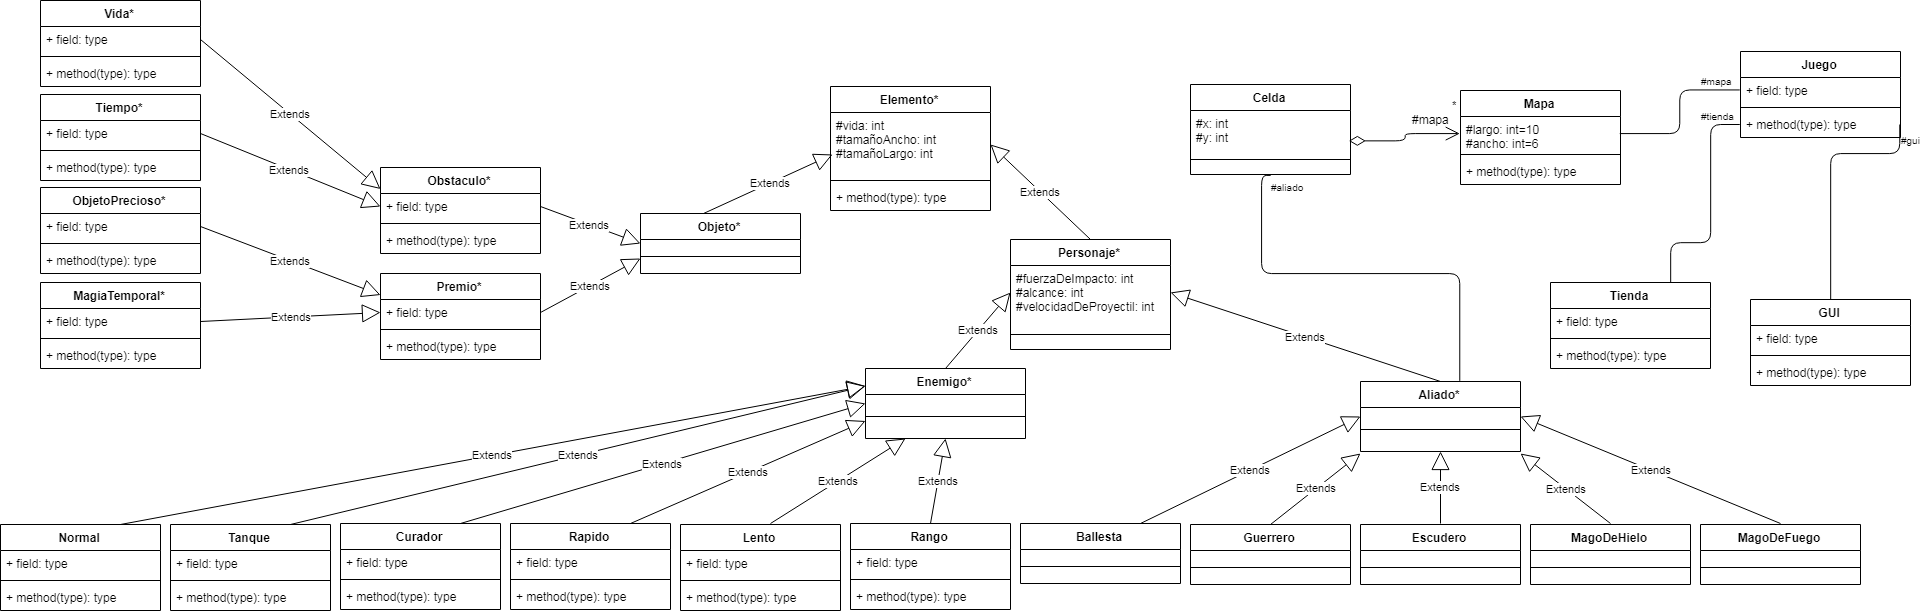 Vida*
+ field: type
+ method(type): type
Tiempo*
+ field: type
+ method(type): type
ObjetoPrecioso*
+ field: type
+ method(type): type
MagiaTemporal*
+ field: type
+ method(type): type
Extends
Extends
Extends
Extends
Obstaculo*
+ field: type
+ method(type): type
Premio*
+ field: type
+ method(type): type
Extends
Extends
Objeto*
Extends
Elemento*
#vida: int
#tamañoAncho: int
#tamañoLargo: int
+ method(type): type
Extends
Personaje*
#fuerzaDeImpacto: int
#alcance: int
#velocidadDeProyectil: int
Extends
Extends
Celda
#x: int
#y: int
#aliado
#mapa
*
Mapa
#largo: int=10
#ancho: int=6
+ method(type): type
#mapa
#tienda
Juego
+ field: type
+ method(type): type
#gui
Tienda
+ field: type
+ method(type): type
GUI
+ field: type
+ method(type): type
Enemigo*
Aliado*
Extends
Extends
Extends
Extends
Extends
Extends
Extends
Extends
Extends
Extends
Extends
Normal
+ field: type
+ method(type): type
Tanque
+ field: type
+ method(type): type
Curador
+ field: type
+ method(type): type
Rapido
+ field: type
+ method(type): type
Lento
+ field: type
+ method(type): type
Rango
+ field: type
+ method(type): type
Ballesta
Guerrero
Escudero
MagoDeHielo
MagoDeFuego